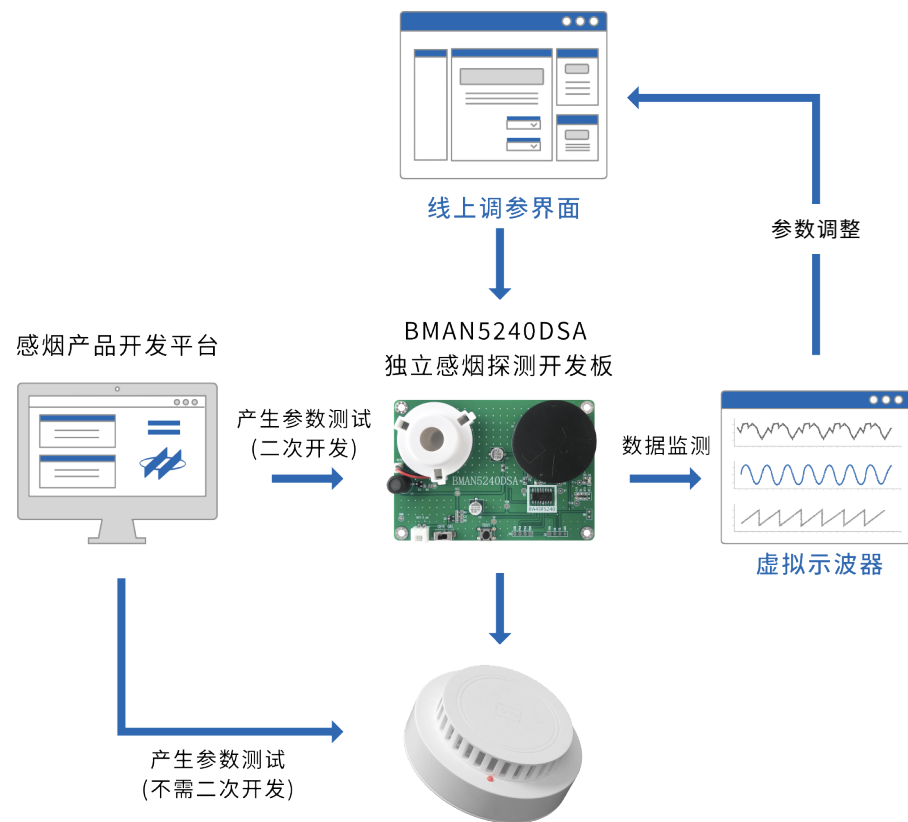 线上调参界面
参数调整
BMAN5240DSA
独立感烟探测开发板
感烟产品开发平台
产生参数测试
(二次开发)
BMAN5240DSA
数据监测
虚拟示波器
产生参数测试
(不需二次开发)